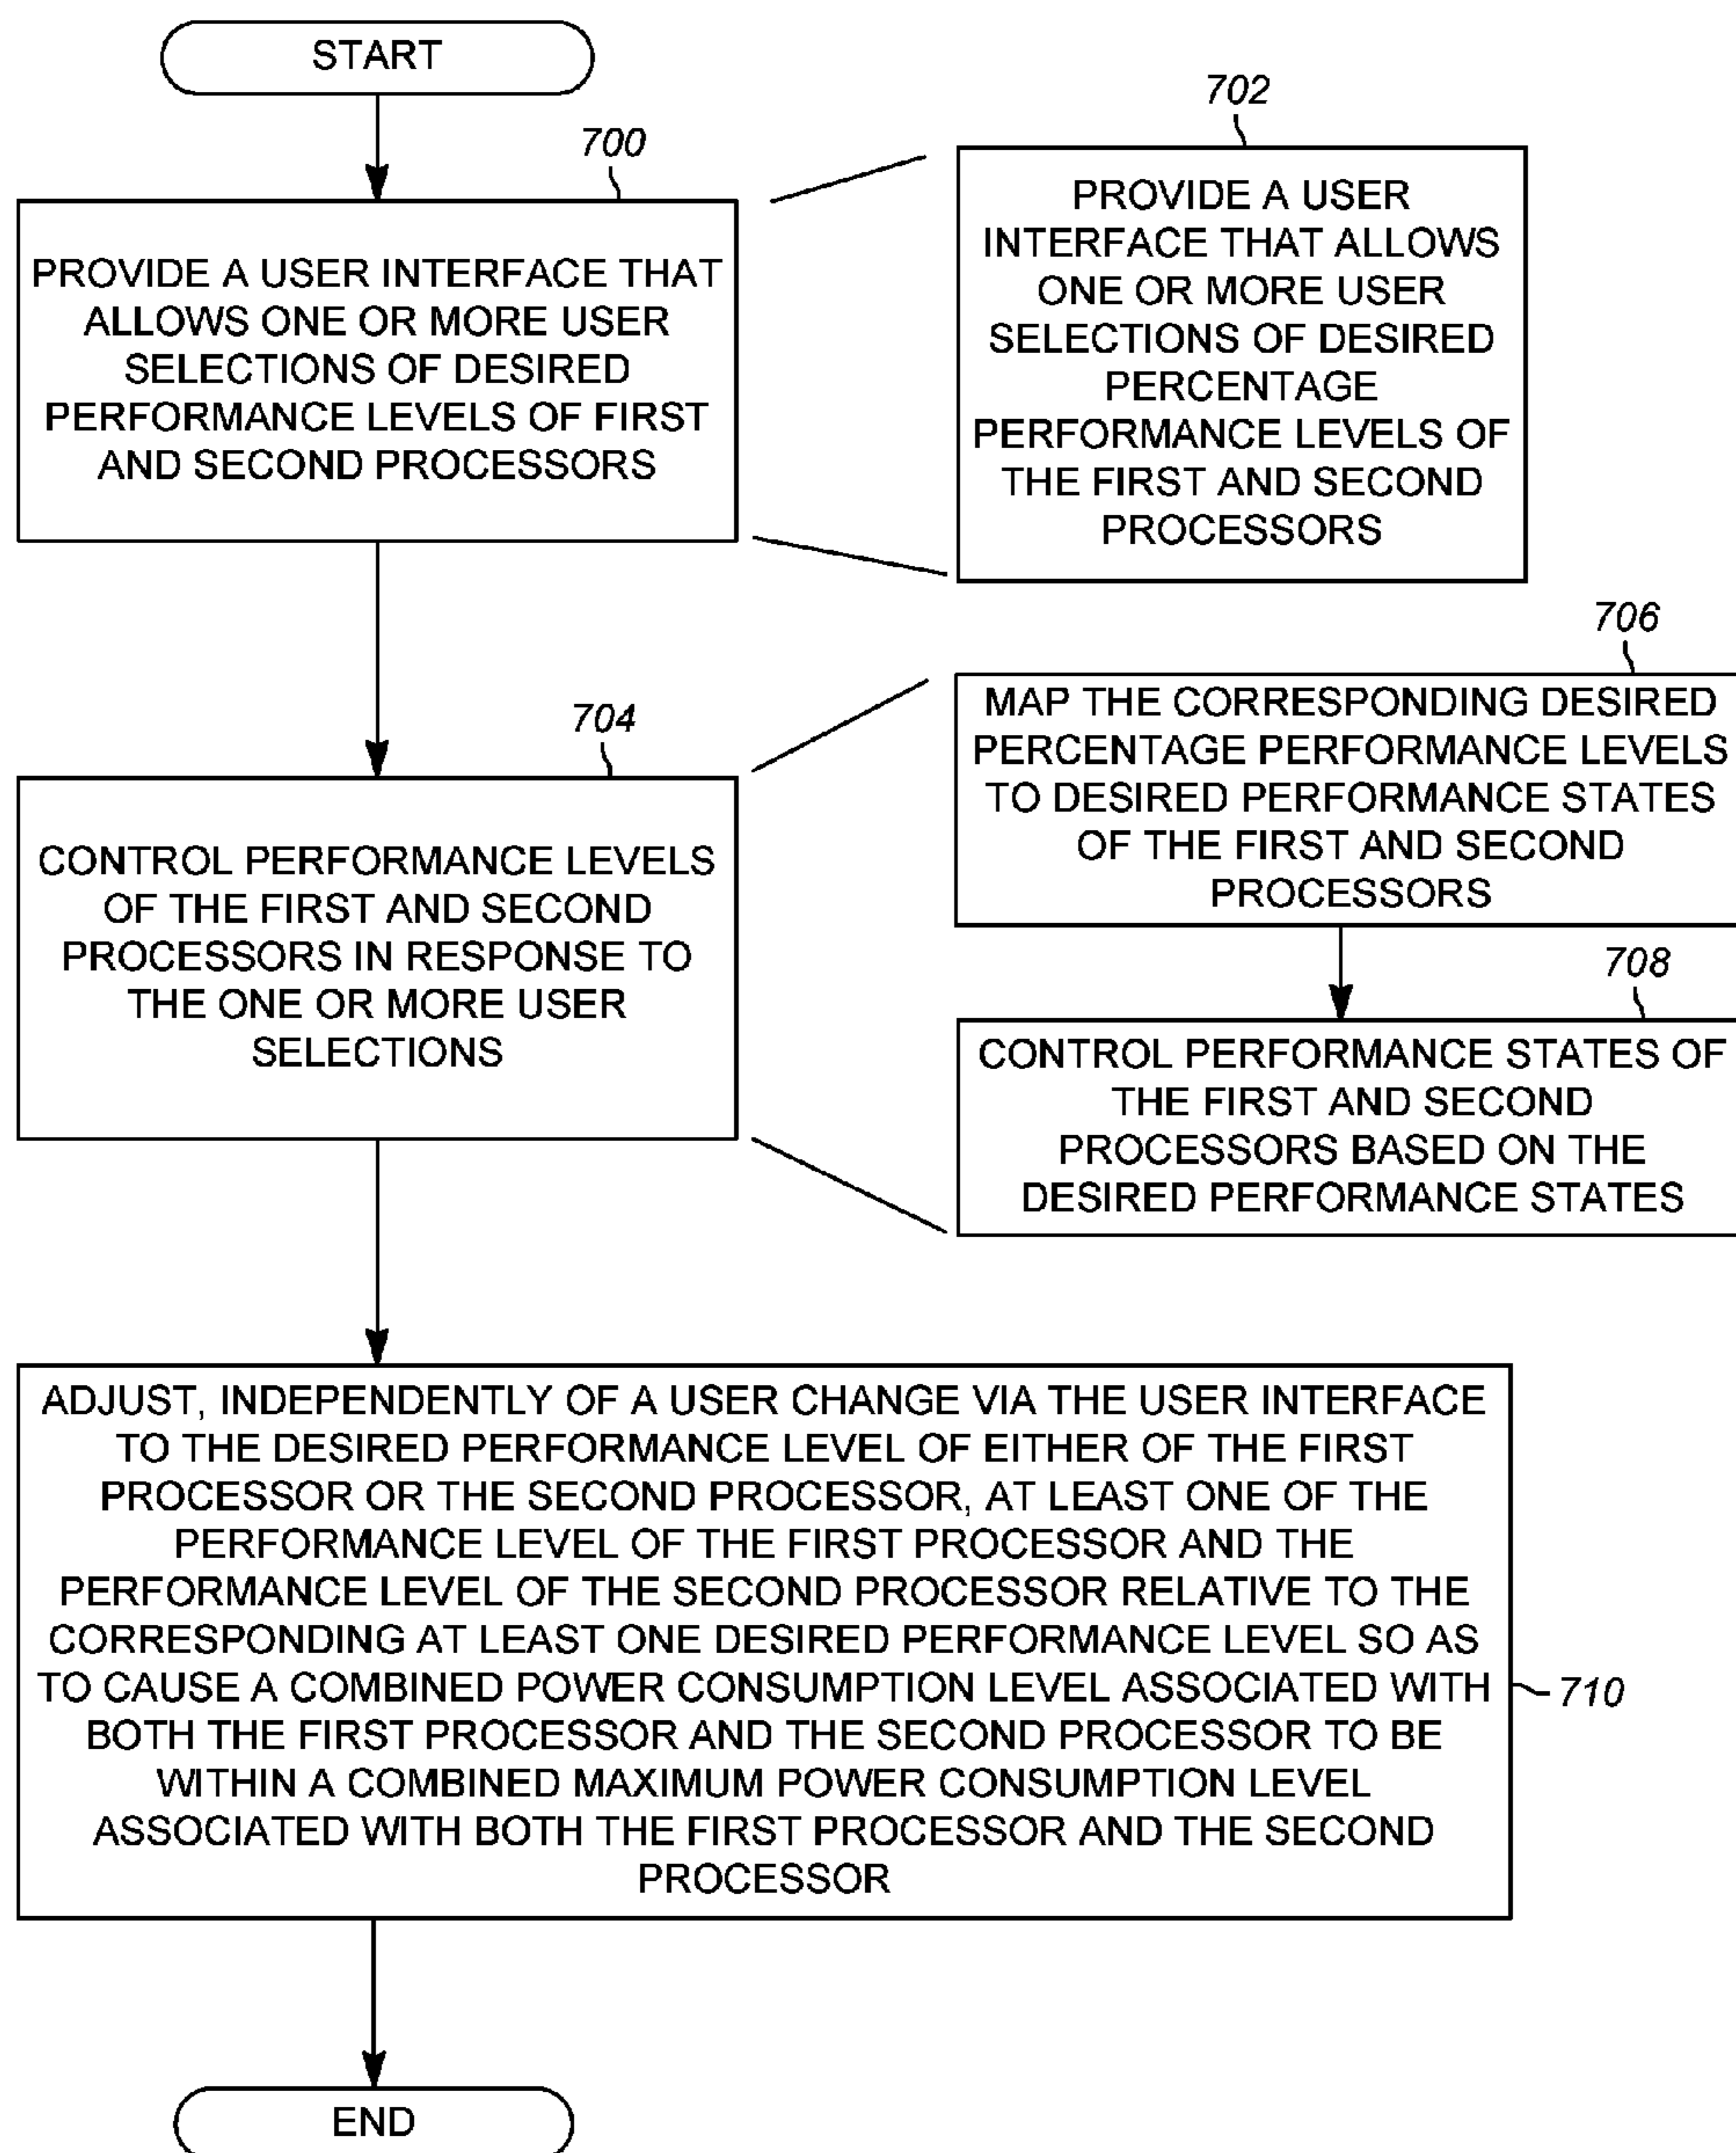 START
700
PROVIDE A USER INTERFACE THAT
ALLOWS ONE OR MORE USER
SELECTIONS OF DESIRED
PERFORMANCE LEVELS OF FIRST
AND SECOND PROCESSORS
702
PROVIDE A USER
INTERFACE THAT ALLOWS
ONE OR MORE USER
SELECTIONS OF DESIRED
PERCENTAGE
PERFORMANCE LEVELS OF
THE FIRST AND SECOND
PROCESSORS
704
CONTROL PERFORMANCE LEVELS
OF THE FIRST AND SECOND
PROCESSORS IN RESPONSE TO
THE ONE OR MORE USER
SELECTIONS
706
MAP THE CORRESPONDING DESIRED
PERCENTAGE PERFORMANCE LEVELS
TO DESIRED PERFORMANCE STATES
OF THE FIRST AND SECOND
PROCESSORS
708
CONTROL PERFORMANCE STATES OF
THE FIRST AND SECOND
PROCESSORS BASED ON THE
DESIRED PERFORMANCE STATES
ADJUST, INDEPENDENTLY OF A USER CHANGE VIA THE USER INTERFACE
TO THE DESIRED PERFORMANCE LEVEL OF EITHER OF THE FIRST
PROCESSOR OR THE SECOND PROCESSOR, AT LEAST ONE OF THE
PERFORMANCE LEVEL OF THE FIRST PROCESSOR AND THE
PERFORMANCE LEVEL OF THE SECOND PROCESSOR RELATIVE TO THE
CORRESPONDING AT LEAST ONE DESIRED PERFORMANCE LEVEL SO AS
TO CAUSE A COMBINED POWER CONSUMPTION LEVEL ASSOCIATED WITH
BOTH THE FIRST PROCESSOR AND THE SECOND PROCESSOR TO BE
WITHIN A COMBINED MAXIMUM POWER CONSUMPTION LEVEL
ASSOCIATED WITH BOTH THE FIRST PROCESSOR AND THE SECOND
PROCESSOR
710
END